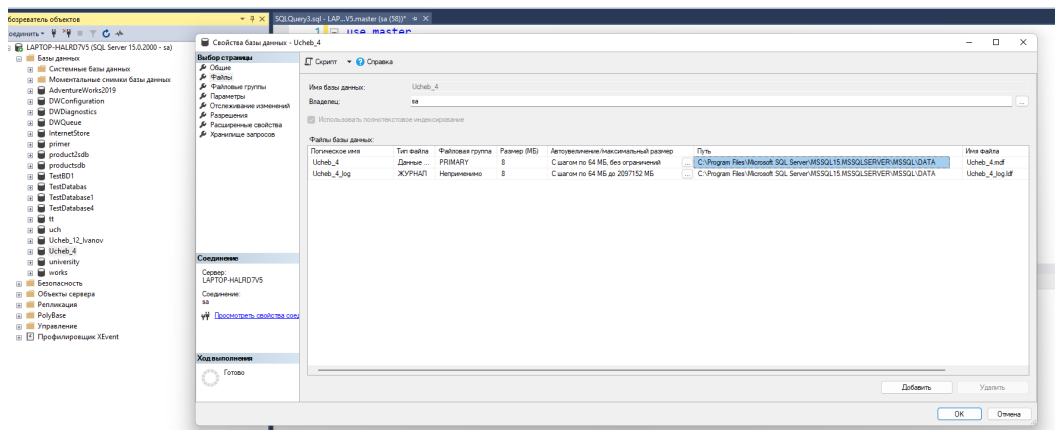 бозреватель объектов
SQLQuery3.sql - LAP...V5.master (sa (58))*
оединить
1 use master
LAPTOP-HALRD7V5 (SQL Server 15.0.2000 - sa)
Базы данных
Системные базы данных
Моментальные снимки базы данных
AdventureWorks2019
DWConfiguration
DWDiagnostics
DWQueue
InternetStore
primer
product2sdb
productsdb
TestBD1
TestDatabas
TestDatabase1
TestDatabase4
tt
uch
Ucheb_12_Ivanov
Ucheb_4
university
works
Безопасность
Объекты сервера
Репликация
PolyBase
Управление
Профилировщик XEvent
Свойства базы данных - Ucheb_4
Выбор страницы
Общие
Файлы
Файловые группы
Параметры
Отслеживание изменений
Разрешения
Расширенные свойства
Хранилище запросов
Соединение
Сервер:
LAPTOP-HALRD7V5
Соединение:
sa
Просмотреть свойства соед
Ход выполнения
Готово
Скрипт Справка
Имя базы данных: Ucheb_4
Владелец: sa ...
Использовать полнотекстовое индексирование
Файлы базы данных:
Логическое имя Тип файла Файловая группа Размер (МБ) Автоувеличение/максимальный размер Путь Имя файла
Ucheb_4 Данные ... PRIMARY 8 С шагом по 64 МБ, без ограничений ... C:\Program Files\Microsoft SQL Server\MSSQL15.MSSQLSERVER\MSSQL\DATA Ucheb_4.mdf
Ucheb_4_log ЖУРНАЛ Неприменимо 8 С шагом по 64 МБ до 2097152 МБ ... C:\Program Files\Microsoft SQL Server\MSSQL15.MSSQLSERVER\MSSQL\DATA Ucheb_4_log.ldf
Добавить Удалить
OK Отмена